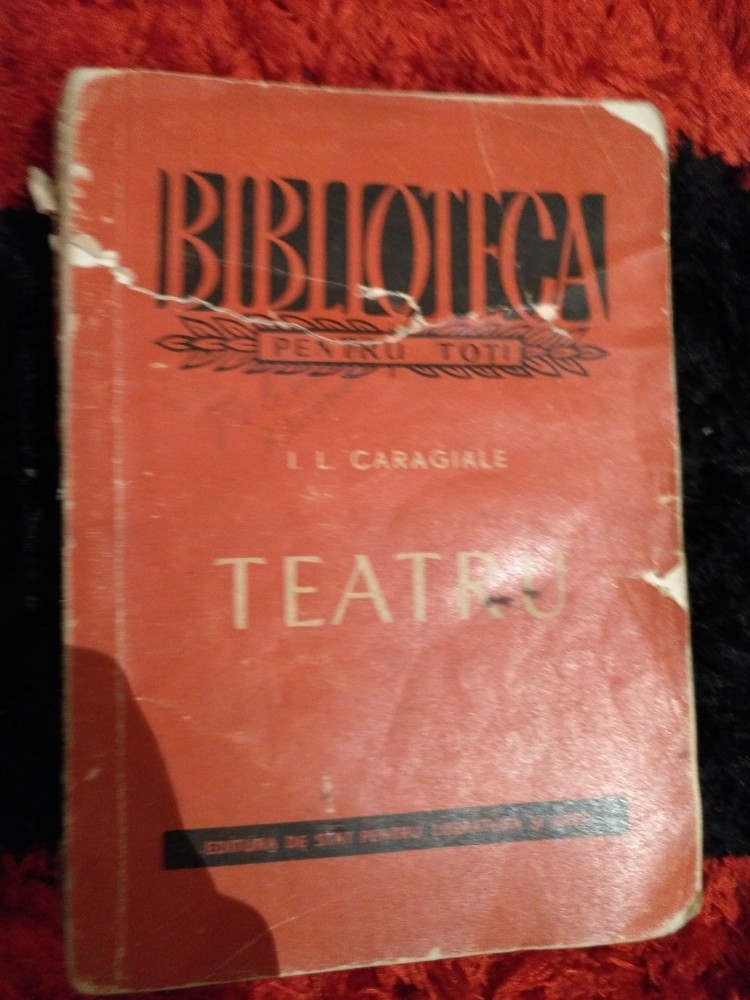 BIBLIOTECA
PENTRU TOȚI
I. L. CARAGIALE
TEATRU
EDITURA DE STAT PENTRU LITERATURĂ ȘI ARTĂ